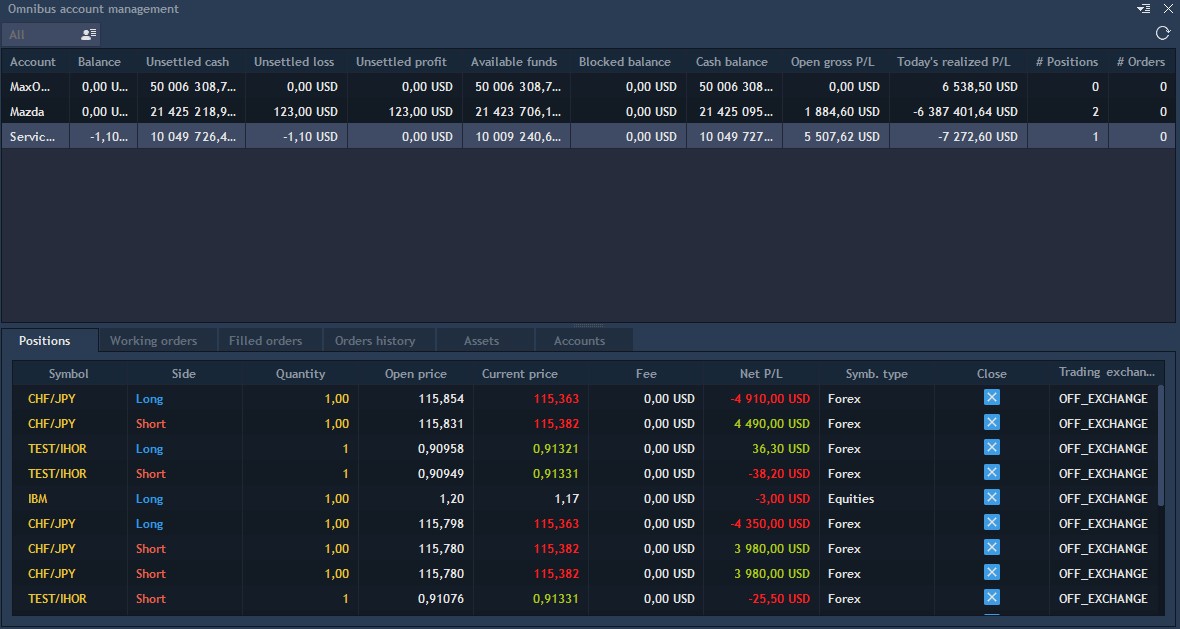 Omnibus account management
All
Account Balance Unsettled cash Unsettled loss Unsettled profit Available funds Blocked balance Cash balance Open gross P/L Today's realized P/L # Positions # Orders
MaxO... 0,00 U... 50 006 308,7... 0,00 USD 0,00 USD 50 006 308,7... 0,00 USD 50 006 308... 0,00 USD 6 538,50 USD 0 0
Mazda 0,00 U... 21 425 218,9... 123,00 USD 123,00 USD 21 423 706,1... 0,00 USD 21 425 095... 1 884,60 USD -6 387 401,64 USD 2 0
Servic... -1,10... 10 049 726,4... -1,10 USD 0,00 USD 10 009 240,6... 0,00 USD 10 049 727... 5 507,62 USD -7 272,60 USD 1 0
Positions Working orders Filled orders Orders history Assets Accounts
Symbol Side Quantity Open price Current price Fee Net P/L Symb. type Close Trading exchan...
CHF/JPY Long 1,00 115,854 115,363 0,00 USD -4 910,00 USD Forex OFF_EXCHANGE
CHF/JPY Short 1,00 115,831 115,382 0,00 USD 4 490,00 USD Forex OFF_EXCHANGE
TEST/IHOR Long 1 0,90958 0,91321 0,00 USD 36,30 USD Forex OFF_EXCHANGE
TEST/IHOR Short 1 0,90949 0,91331 0,00 USD -38,20 USD Forex OFF_EXCHANGE
IBM Long 1,00 1,20 1,17 0,00 USD -3,00 USD Equities OFF_EXCHANGE
CHF/JPY Long 1,00 115,798 115,363 0,00 USD -4 350,00 USD Forex OFF_EXCHANGE
CHF/JPY Short 1,00 115,780 115,382 0,00 USD 3 980,00 USD Forex OFF_EXCHANGE
CHF/JPY Short 1,00 115,780 115,382 0,00 USD 3 980,00 USD Forex OFF_EXCHANGE
TEST/IHOR Short 1 0,91076 0,91331 0,00 USD -25,50 USD Forex OFF_EXCHANGE